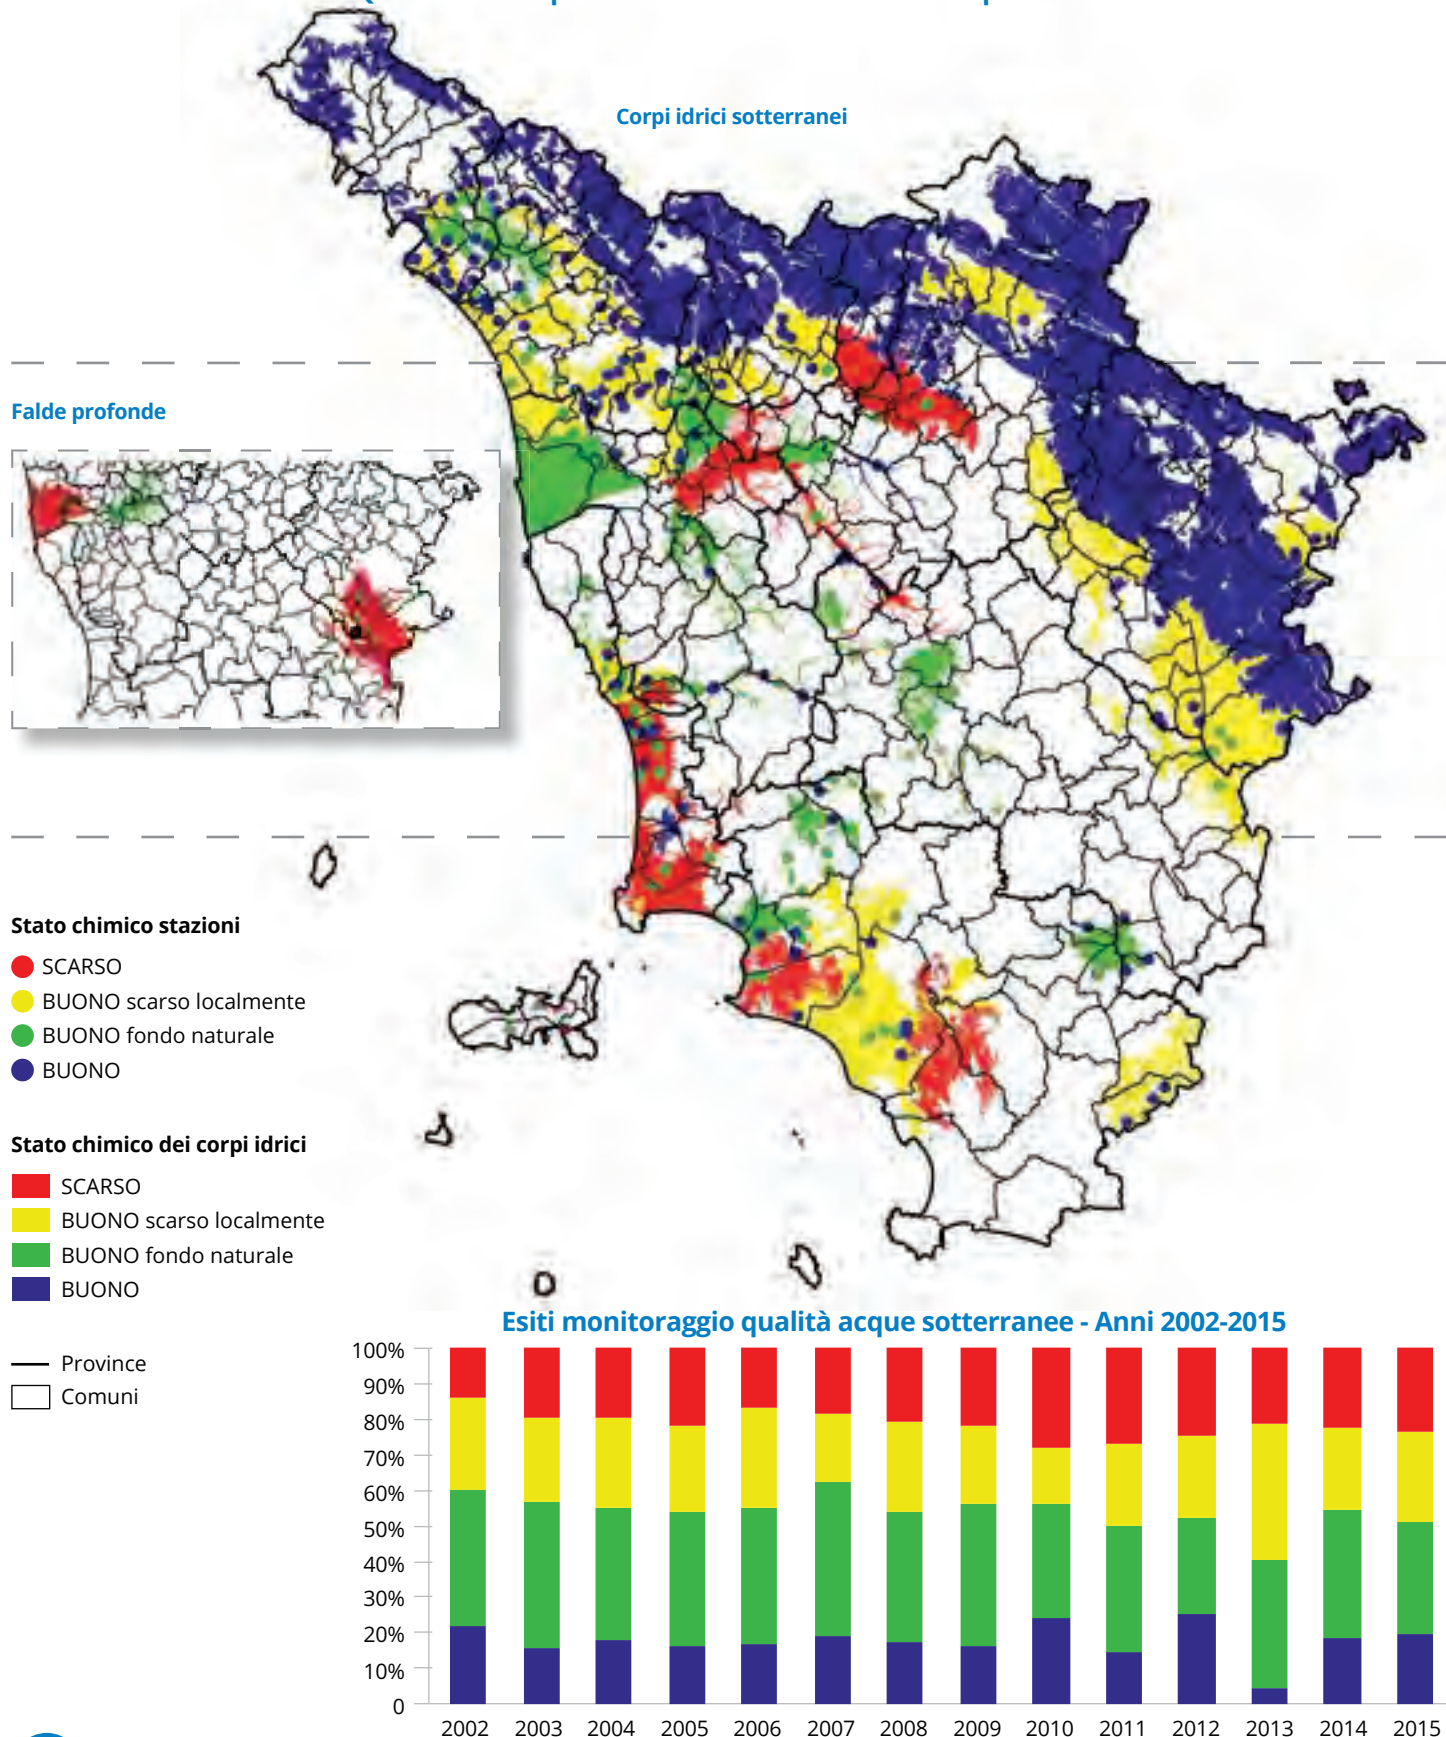 Corpi idrici sotterranei
Falde profonde
Stato chimico stazioni
SCARSO
BUONO scarso localmente
BUONO fondo naturale
BUONO
Stato chimico dei corpi idrici
SCARSO
BUONO scarso localmente
BUONO fondo naturale
BUONO
Province
Comuni
Esiti monitoraggio qualità acque sotterranee - Anni 2002-2015
100%
90%
80%
70%
60%
50%
40%
30%
20%
10%
0
2002 2003 2004 2005 2006 2007 2008 2009 2010 2011 2012 2013 2014 2015